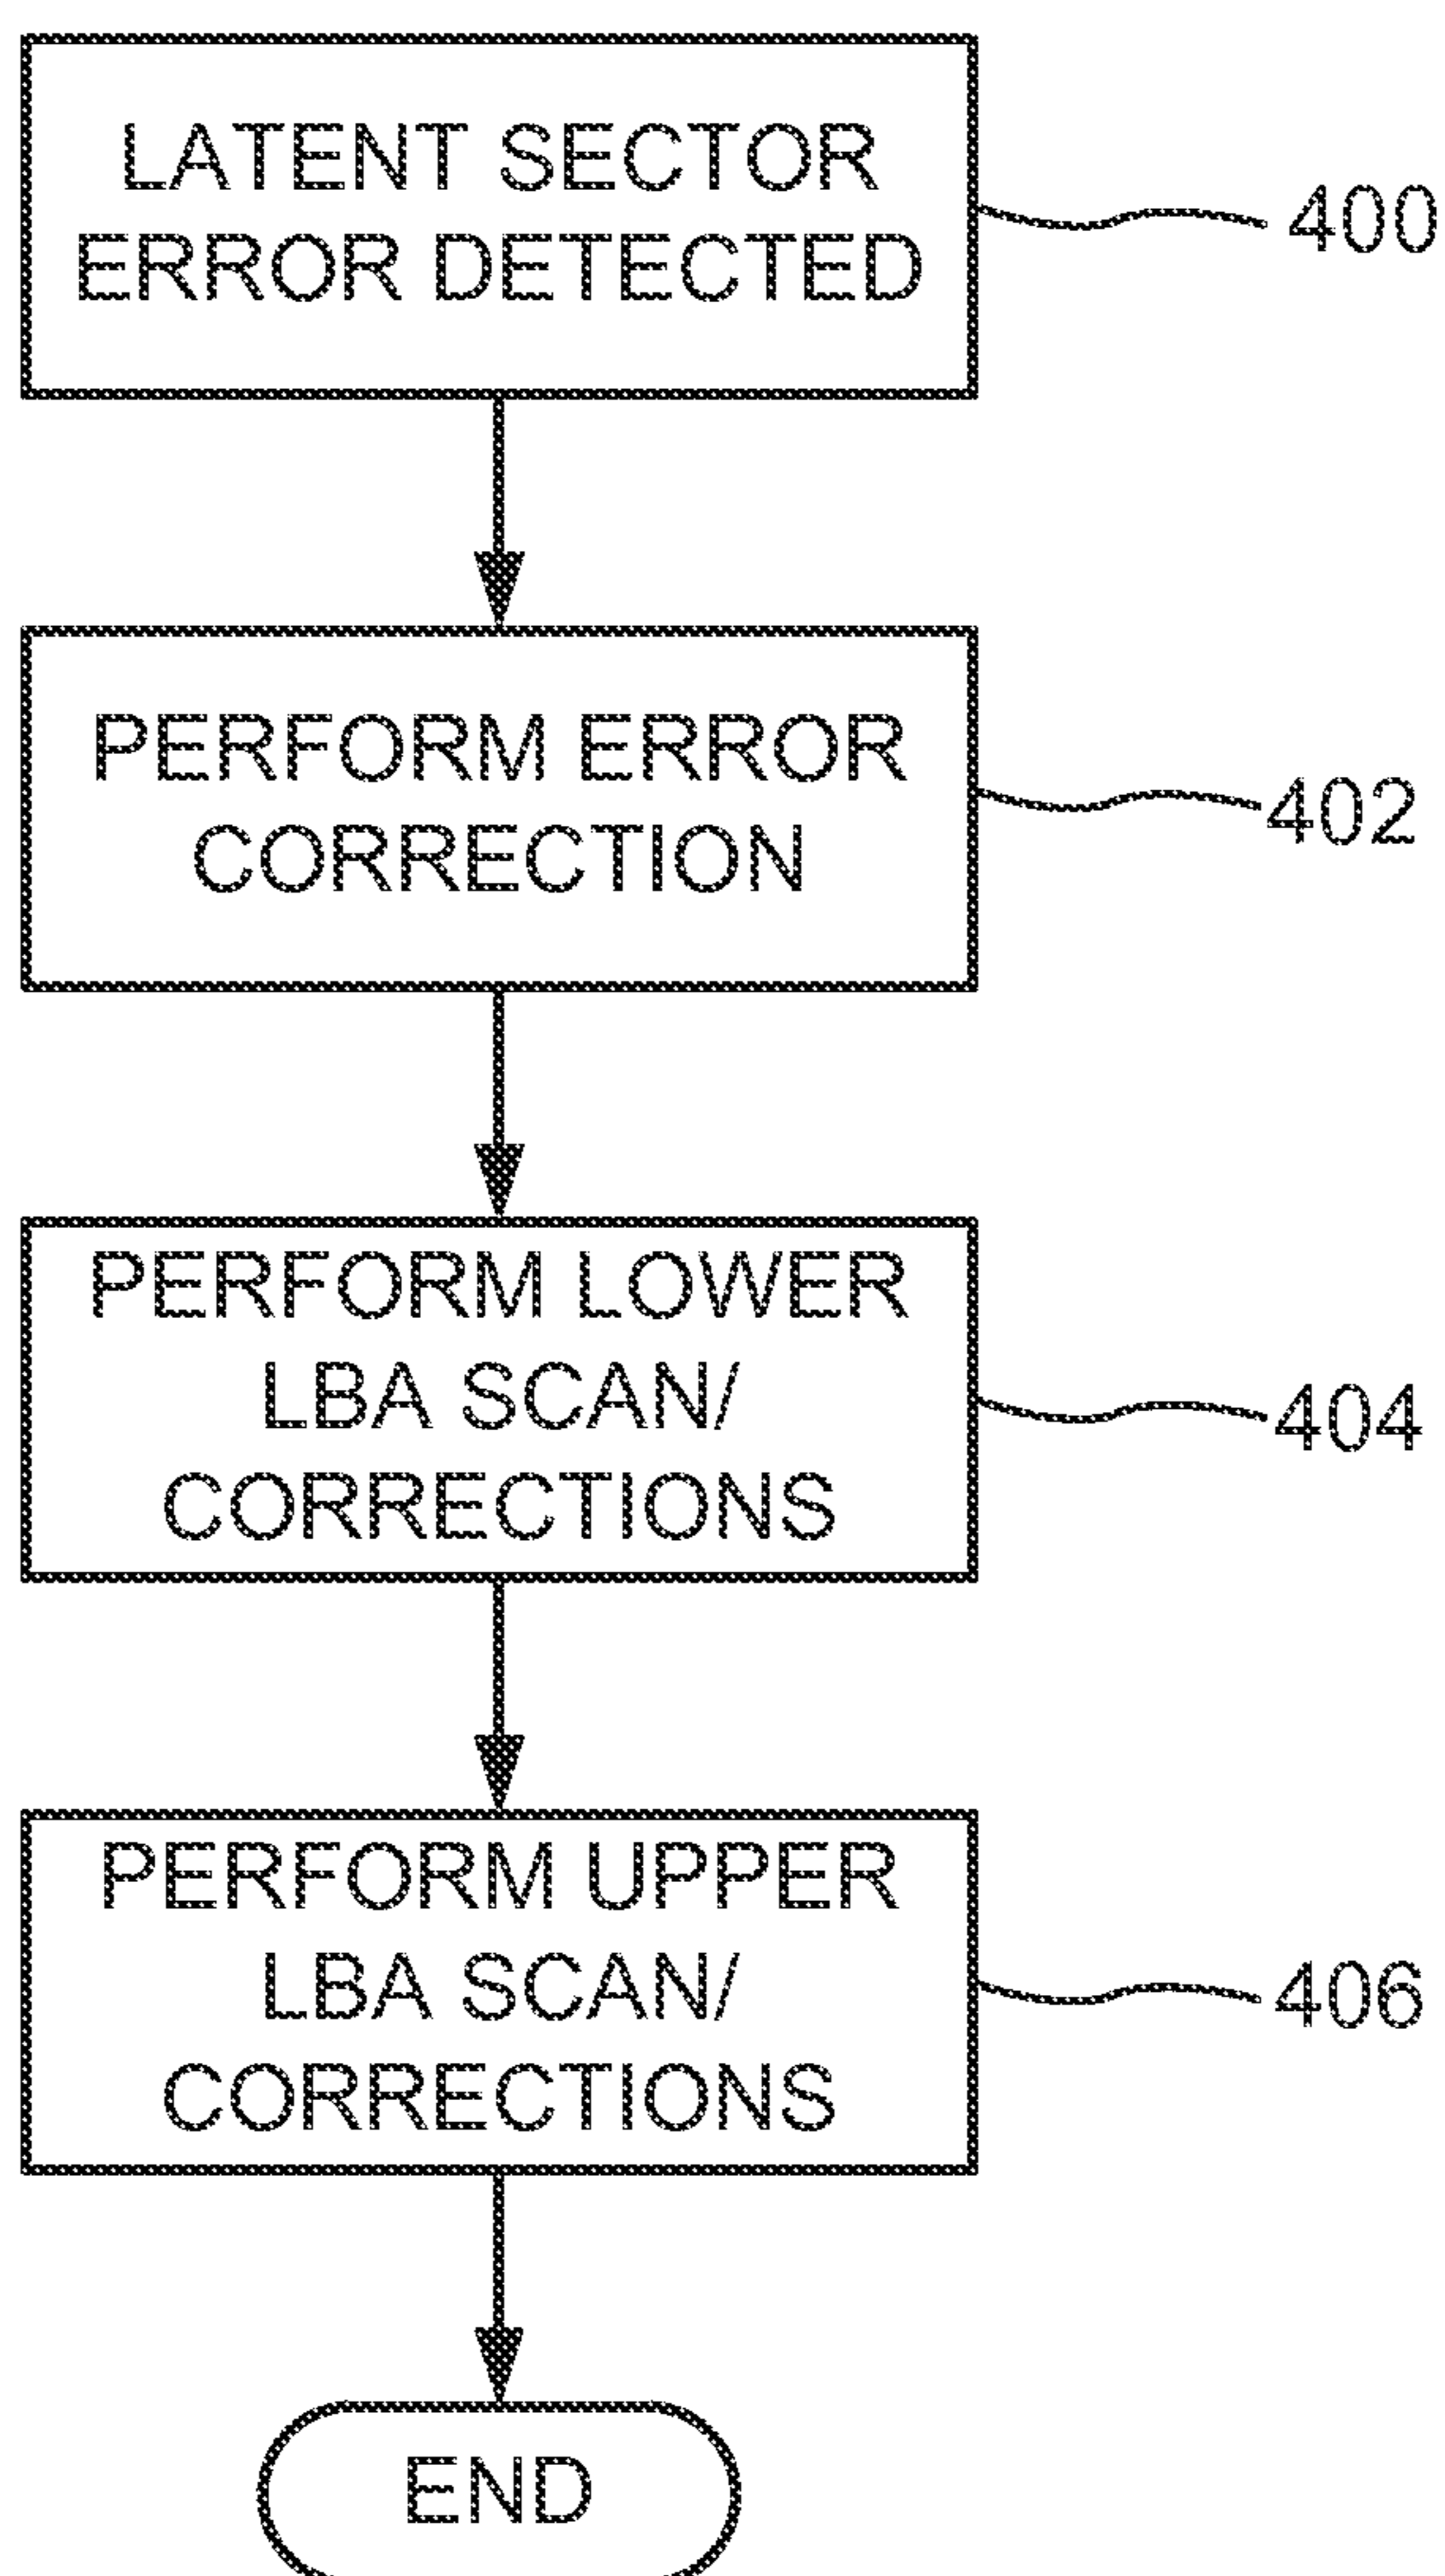 LATENT SECTOR
ERROR DETECTED
400
PERFORM ERROR
CORRECTION
402
PERFORM LOWER
LBA SCAN/
CORRECTIONS
404
PERFORM UPPER
LBA SCAN/
CORRECTIONS
406
END